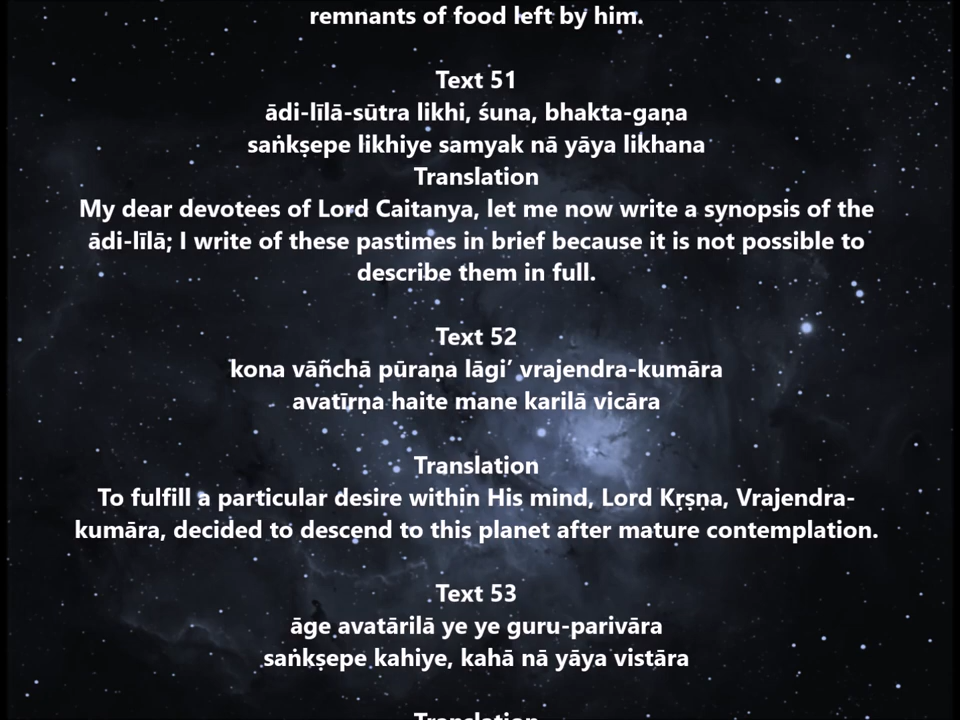 remnants of food left by him.
Text 51
ādi-līlā-sūtra likhi, śuna, bhakta-gaṇa
saṅkṣepe likhiye samyak nā yāya likhana
Translation
My dear devotees of Lord Caitanya, let me now write a synopsis of the
ādi-līlā; I write of these pastimes in brief because it is not possible to
describe them in full.
Text 52
kona vāñchā pūraṇa lāgi’ vrajendra-kumāra
avatīrṇa haite mane karilā vicāra
Translation
To fulfill a particular desire within His mind, Lord Kṛṣṇa, Vrajendra-
kumāra, decided to descend to this planet after mature contemplation.
Text 53
āge avatārilā ye ye guru-parivāra
saṅkṣepe kahiye, kahā nā yāya vistāra
Translation